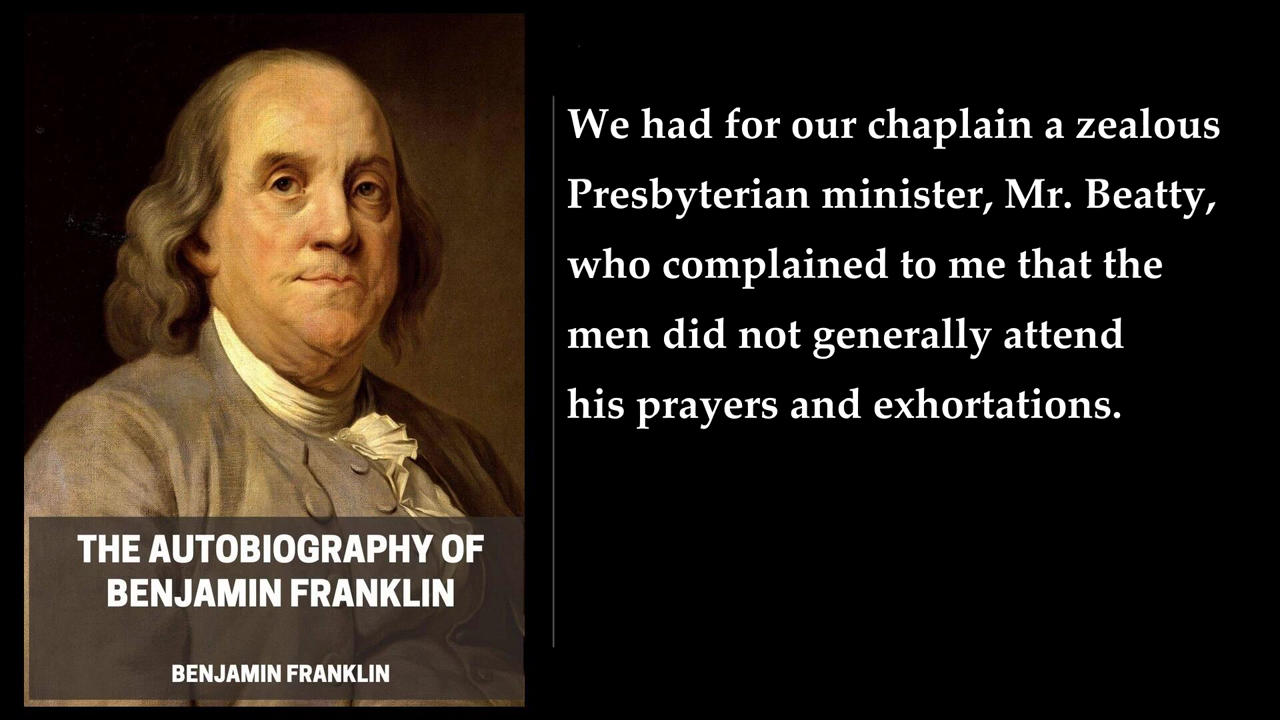 THE AUTOBIOGRAPHY OF
BENJAMIN FRANKLIN
BENJAMIN FRANKLIN
We had for our chaplain a zealous
Presbyterian minister, Mr. Beatty,
who complained to me that the
men did not generally attend
his prayers and exhortations.